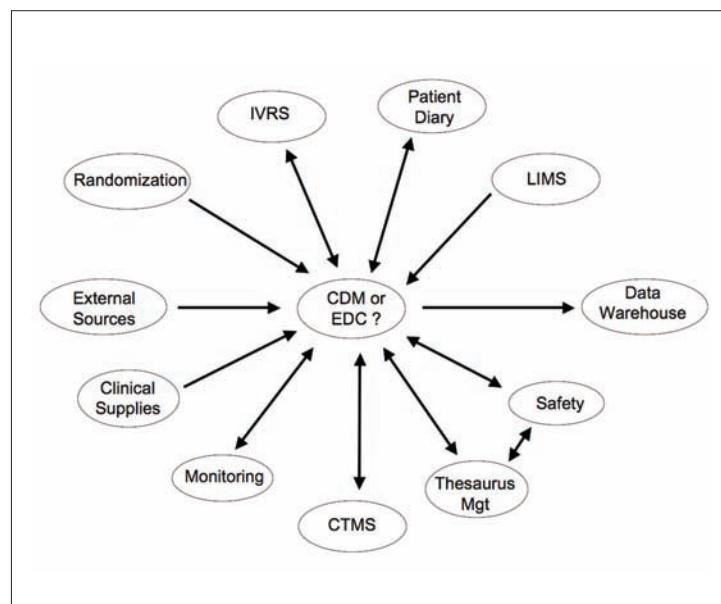 IVRS
Patient
Diary
Randomization
LIMS
External
Sources
CDM or
EDC ?
Data
Warehouse
Clinical
Supplies
Safety
Monitoring
Thesaurus
Mgt
CTMS